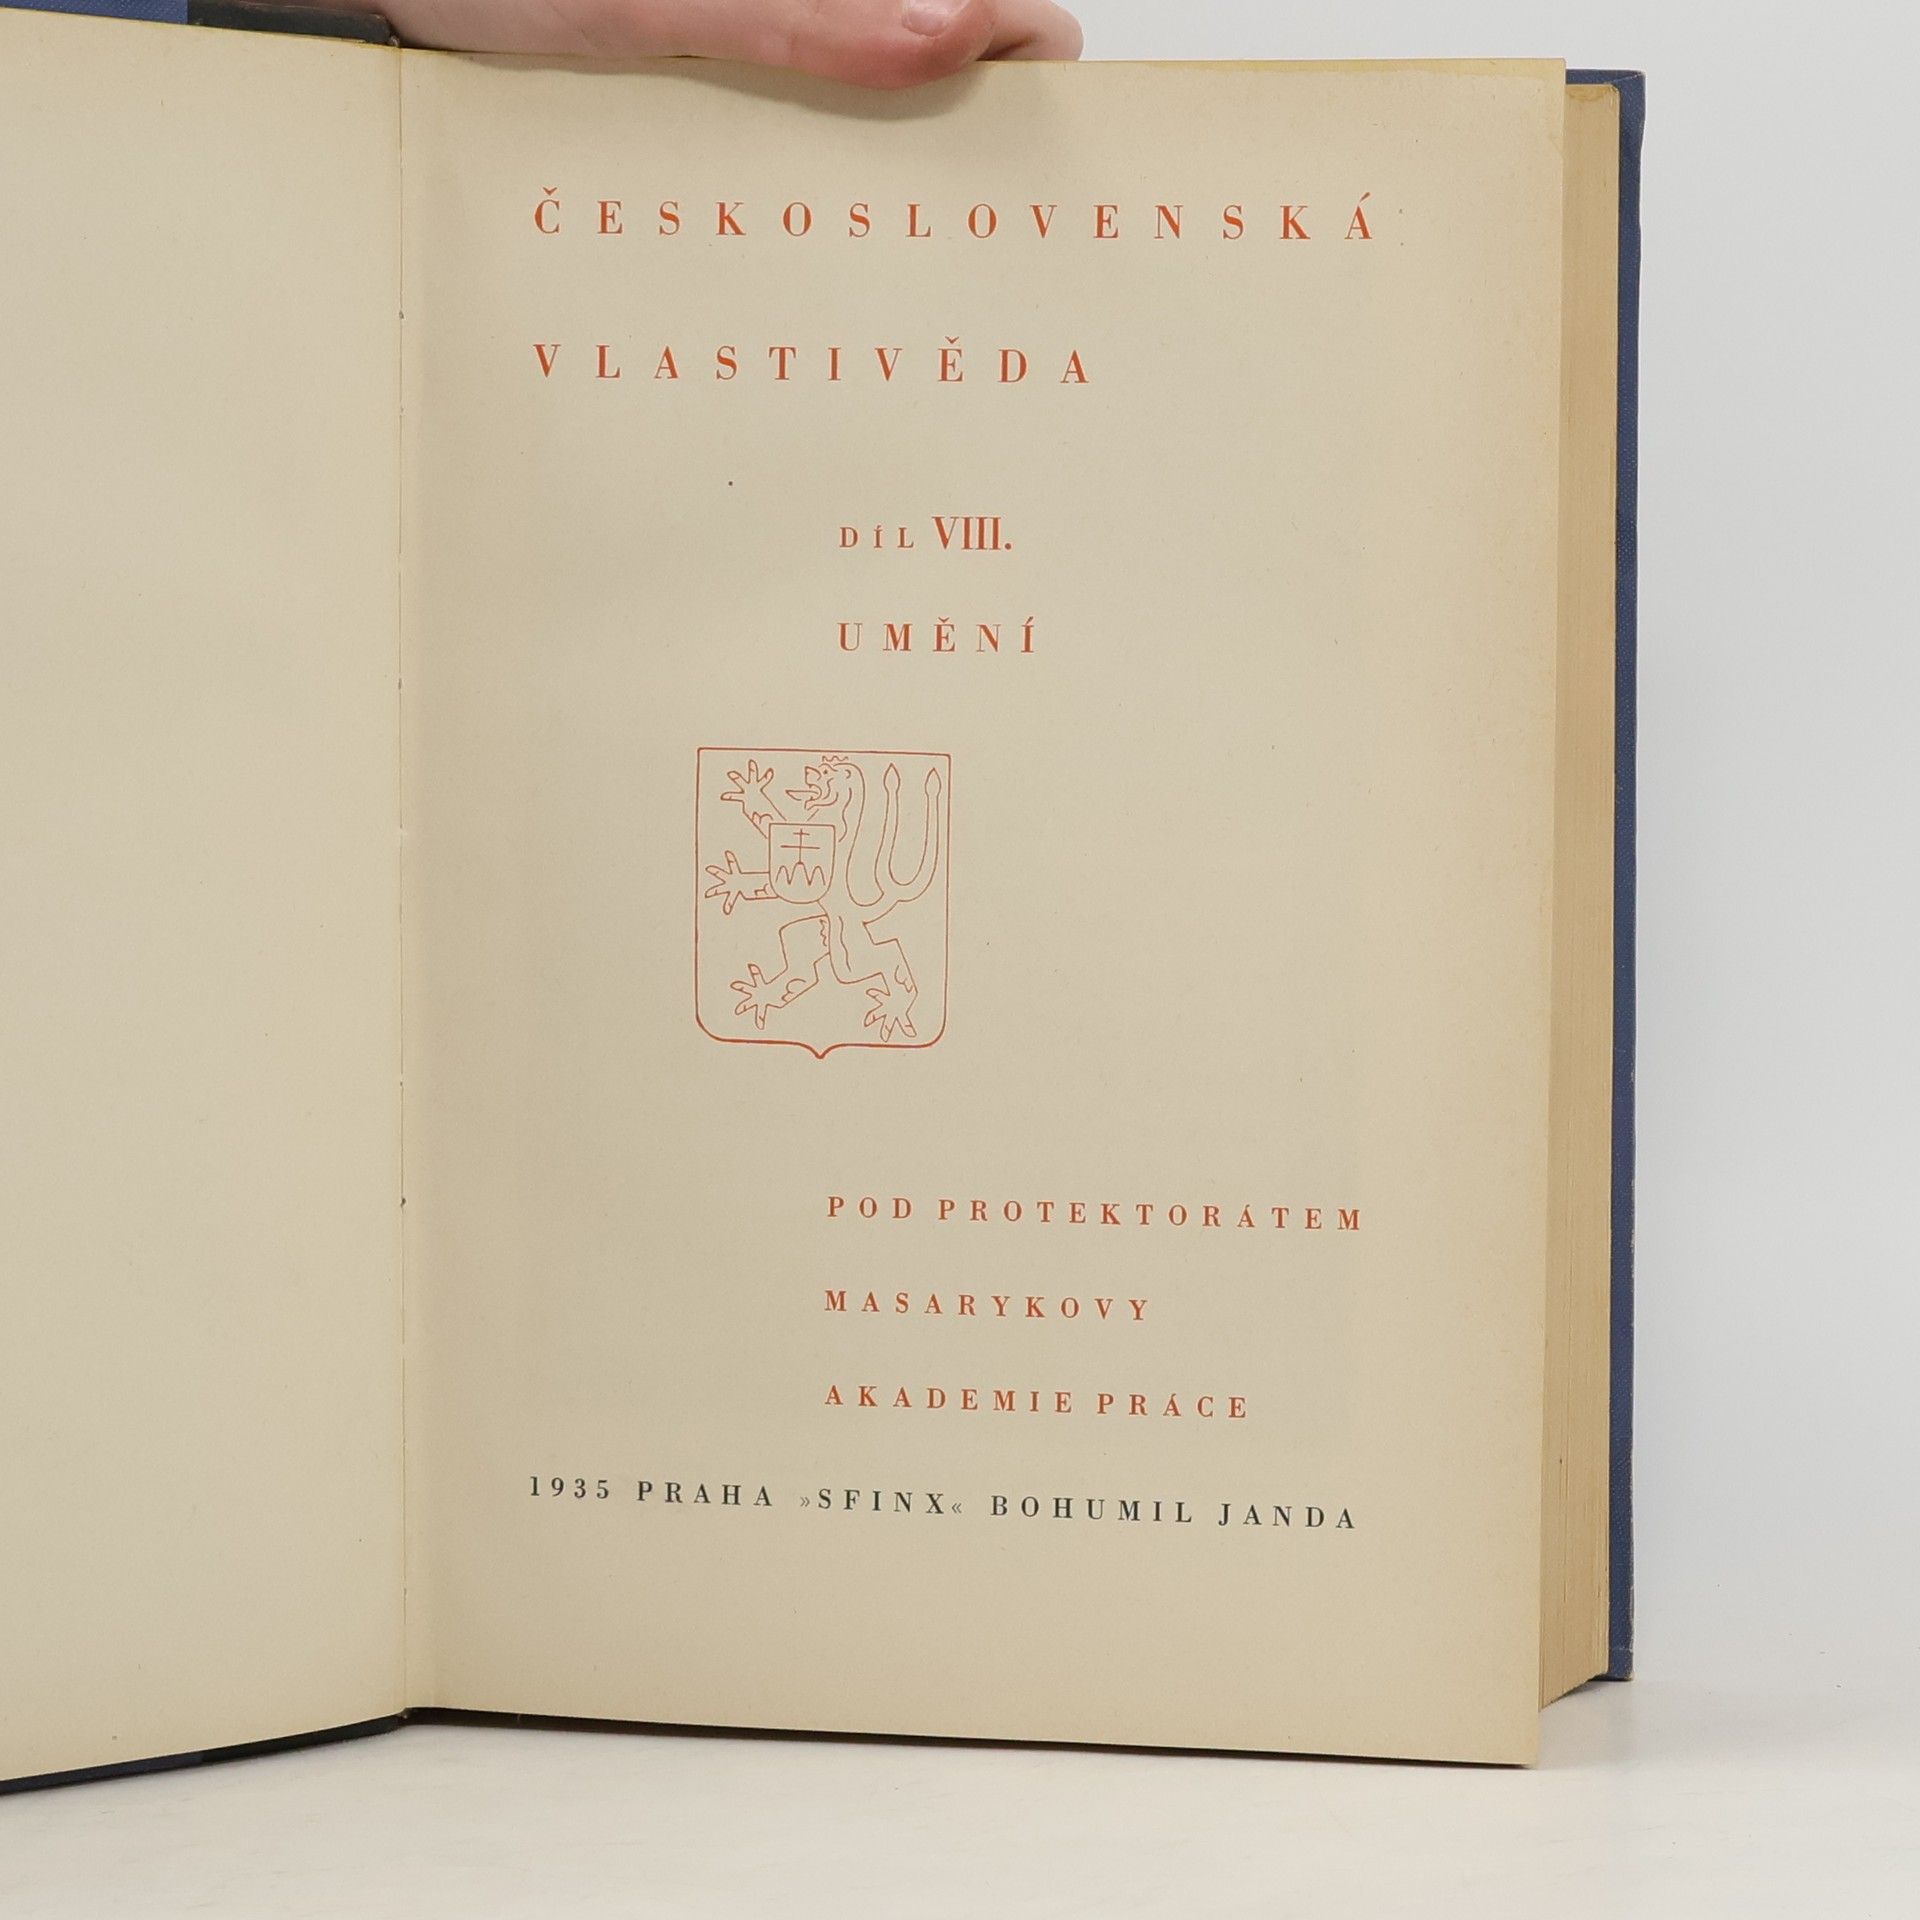 ČESKOSLOVENSKÁ
VLASTIVĚDA
DÍL VIII.
UMĚNÍ
POD PROTEKTORÁTEM
MASARYKOVY
AKADEMIE PRÁCE
1935 PRAHA »SFINX« BOHUMIL JANDA